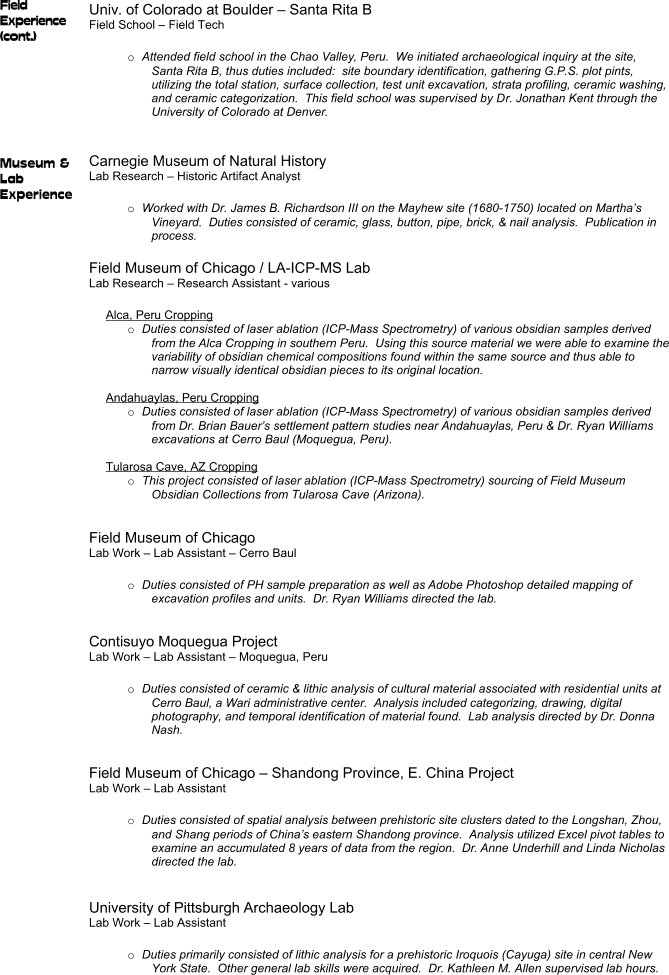 Field
Experience
(cont.)
Univ. of Colorado at Boulder – Santa Rita B
Field School – Field Tech
o Attended field school in the Chao Valley, Peru. We initiated archaeological inquiry at the site,
Santa Rita B, thus duties included: site boundary identification, gathering G.P.S. plot pints,
utilizing the total station, surface collection, test unit excavation, strata profiling, ceramic washing,
and ceramic categorization. This field school was supervised by Dr. Jonathan Kent through the
University of Colorado at Denver.
Museum &
Lab
Experience
Carnegie Museum of Natural History
Lab Research – Historic Artifact Analyst
o Worked with Dr. James B. Richardson III on the Mayhew site (1680-1750) located on Martha's
Vineyard. Duties consisted of ceramic, glass, button, pipe, brick, & nail analysis. Publication in
process.
Field Museum of Chicago / LA-ICP-MS Lab
Lab Research – Research Assistant - various
Alca, Peru Cropping
o Duties consisted of laser ablation (ICP-Mass Spectrometry) of various obsidian samples derived
from the Alca Cropping in southern Peru. Using this source material we were able to examine the
variability of obsidian chemical compositions found within the same source and thus able to
narrow visually identical obsidian pieces to its original location.
Andahuaylas, Peru Cropping
o Duties consisted of laser ablation (ICP-Mass Spectrometry) of various obsidian samples derived
from Dr. Brian Bauer's settlement pattern studies near Andahuaylas, Peru & Dr. Ryan Williams
excavations at Cerro Baul (Moquegua, Peru).
Tularosa Cave, AZ Cropping
o This project consisted of laser ablation (ICP-Mass Spectrometry) sourcing of Field Museum
Obsidian Collections from Tularosa Cave (Arizona).
Field Museum of Chicago
Lab Work – Lab Assistant – Cerro Baul
o Duties consisted of PH sample preparation as well as Adobe Photoshop detailed mapping of
excavation profiles and units. Dr. Ryan Williams directed the lab.
Contisuyo Moquegua Project
Lab Work – Lab Assistant – Moquegua, Peru
o Duties consisted of ceramic & lithic analysis of cultural material associated with residential units at
Cerro Baul, a Wari administrative center. Analysis included categorizing, drawing, digital
photography, and temporal identification of material found. Lab analysis directed by Dr. Donna
Nash.
Field Museum of Chicago – Shandong Province, E. China Project
Lab Work – Lab Assistant
o Duties consisted of spatial analysis between prehistoric site clusters dated to the Longshan, Zhou,
and Shang periods of China's eastern Shandong province. Analysis utilized Excel pivot tables to
examine an accumulated 8 years of data from the region. Dr. Anne Underhill and Linda Nicholas
directed the lab.
University of Pittsburgh Archaeology Lab
Lab Work – Lab Assistant
o Duties primarily consisted of lithic analysis for a prehistoric Iroquois (Cayuga) site in central New
York State. Other general lab skills were acquired. Dr. Kathleen M. Allen supervised lab hours.